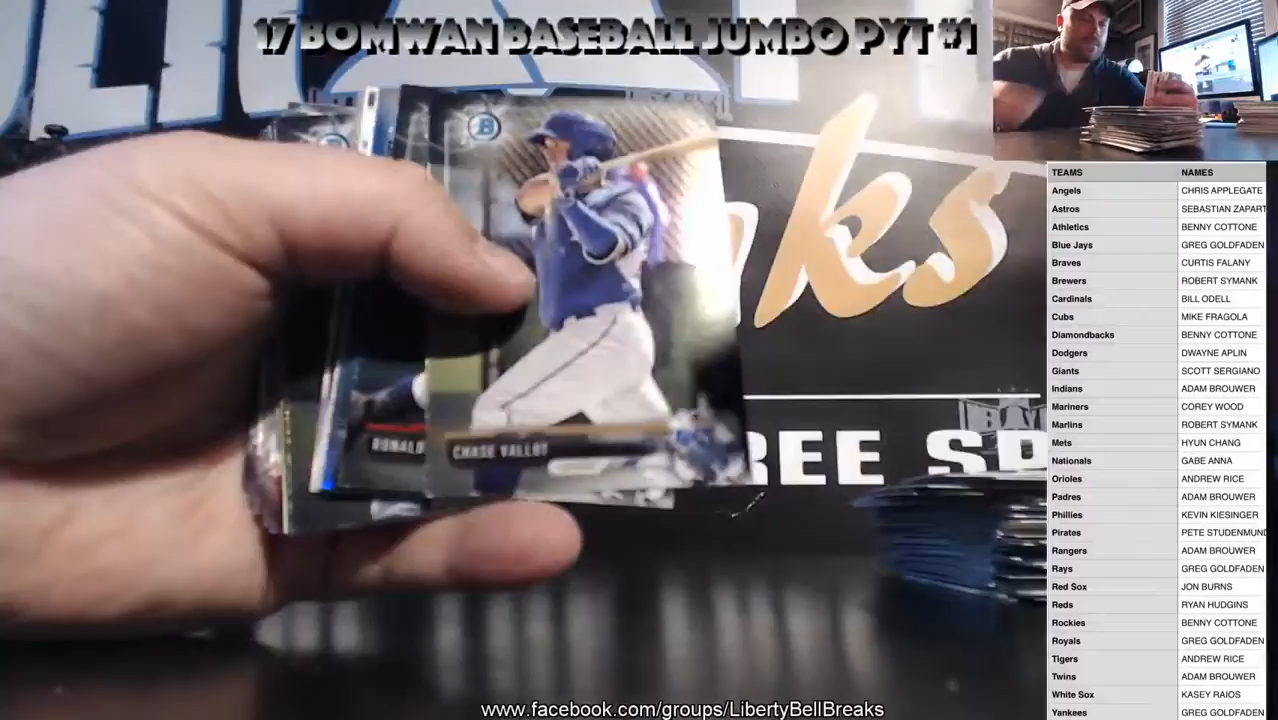 17 BOMWAN BASEBALL JUMBO PYT #1
ks
REE SP
B
RONALD
CHASE VALLOT
TEAMS NAMES
Angels CHRIS APPLEGATE
Astros SEBASTIAN ZAPART
Athletics BENNY COTTONE
Blue Jays GREG GOLDFADEN
Braves CURTIS FALANY
Brewers ROBERT SYMANK
Cardinals BILL ODELL
Cubs MIKE FRAGOLA
Diamondbacks BENNY COTTONE
Dodgers DWAYNE APLIN
Giants SCOTT SERGIANO
Indians ADAM BROUWER
Mariners COREY WOOD
Marlins ROBERT SYMANK
Mets HYUN CHANG
Nationals GABE ANNA
Orioles ANDREW RICE
Padres ADAM BROUWER
Phillies KEVIN KIESINGER
Pirates PETE STUDENMUND
Rangers ADAM BROUWER
Rays GREG GOLDFADEN
Red Sox JON BURNS
Reds RYAN HUDGINS
Rockies BENNY COTTONE
Royals GREG GOLDFADEN
Tigers ANDREW RICE
Twins ADAM BROUWER
White Sox KASEY RAIOS
Yankees GREG GOLDFADEN
www.facebook.com/groups/LibertyBellBreaks